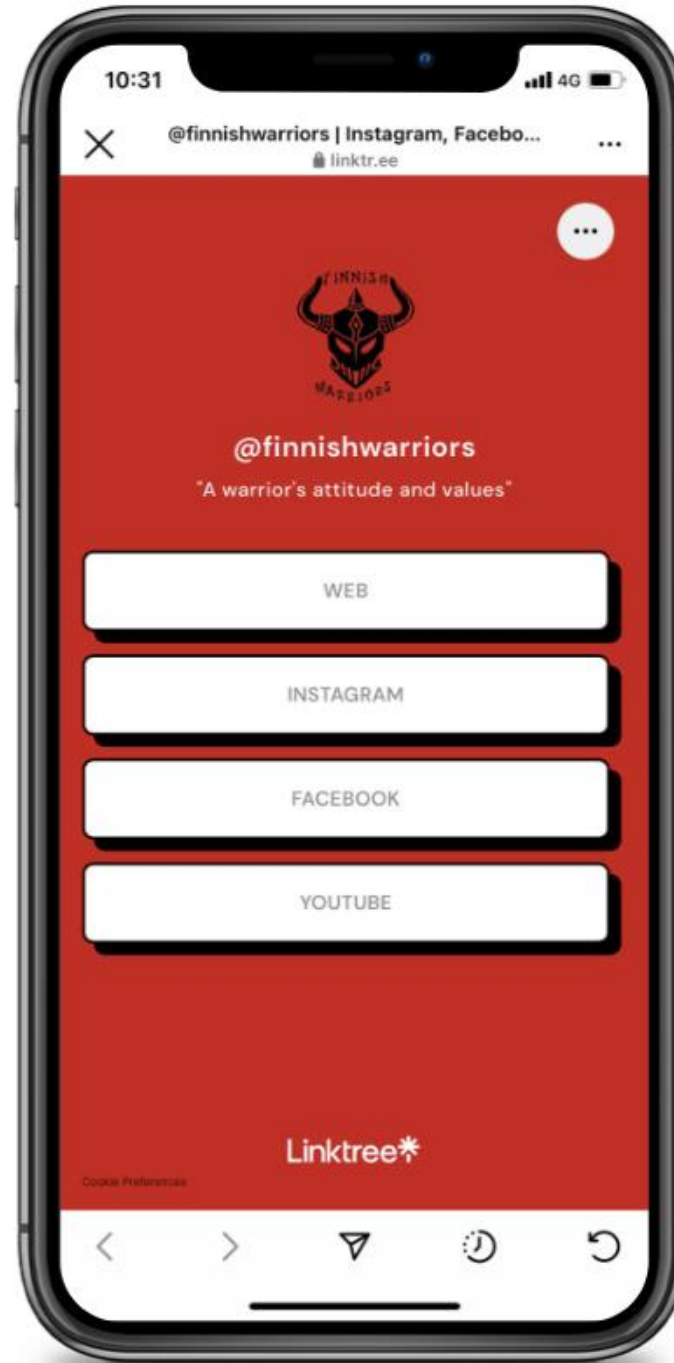 10:31
4G
@finnishwarriors | Instagram, Facebo...
linktr.ee
FINNISH
WARRIORS
@finnishwarriors
"A warrior's attitude and values"
WEB
INSTAGRAM
FACEBOOK
YOUTUBE
Linktree
Cookie Preferences